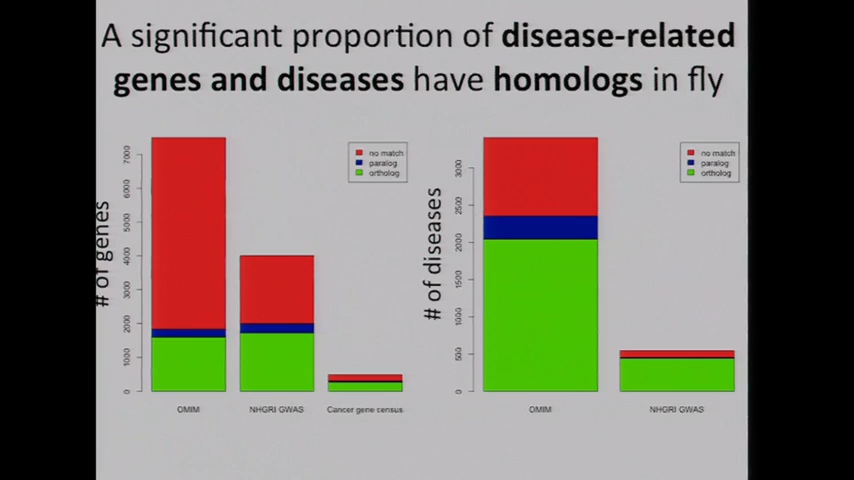 A significant proportion of disease-related
genes and diseases have homologs in fly
# of genes
7000
6000
5000
4000
3000
2000
1000
0
no match
paralog
ortholog
OMIM
NHGRI GWAS
Cancer gene census
# of diseases
3000
2500
2000
1500
1000
500
0
no match
paralog
ortholog
OMIM
NHGRI GWAS